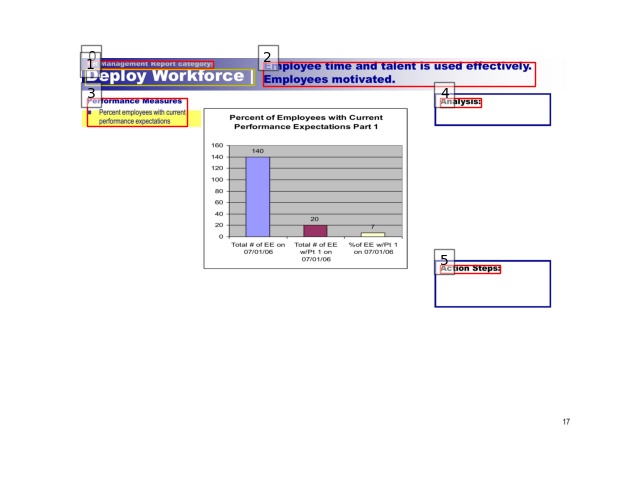 0
Management Report category:
1
Deploy Workforce
2
Employee time and talent is used effectively.
Employees motivated.
3
Performance Measures
Percent employees with current
performance expectations
Percent of Employees with Current
Performance Expectations Part 1
160
140
120
100
80
60
40
20
0
140
20
7
Total # of EE on
07/01/06
Total # of EE
w/Pt 1 on
07/01/06
%of EE w/Pt 1
on 07/01/06
4
Analysis:
5
Action Steps:
17